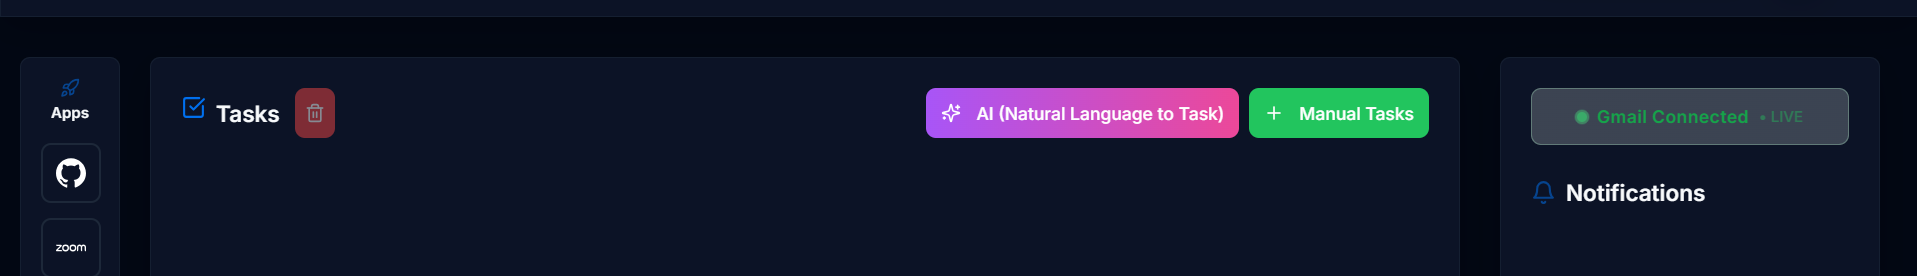 Apps
zoom
Tasks
AI (Natural Language to Task)
Manual Tasks
Gmail Connected • LIVE
Notifications